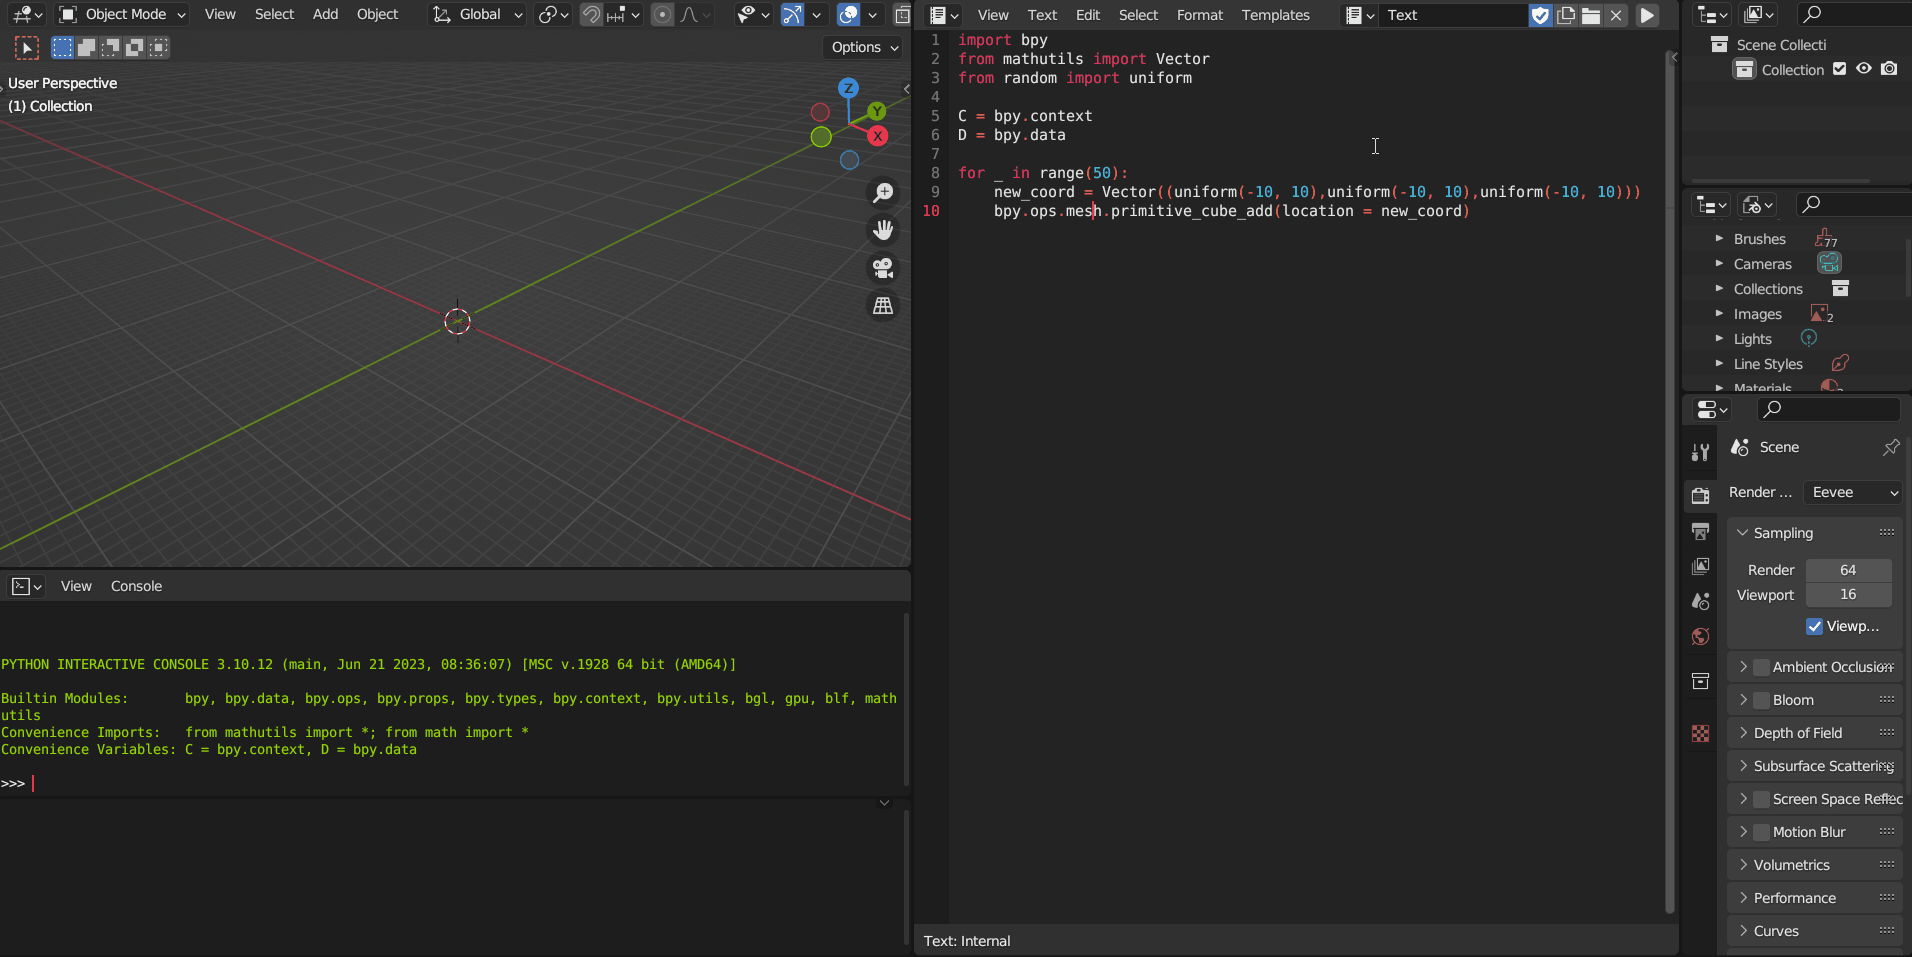 Object Mode View Select Add Object Global
Options
User Perspective
(1) Collection
Z
Y
X
View Console
PYTHON INTERACTIVE CONSOLE 3.10.12 (main, Jun 21 2023, 08:36:07) [MSC v.1928 64 bit (AMD64)]
Builtin Modules: bpy, bpy.data, bpy.ops, bpy.props, bpy.types, bpy.context, bpy.utils, bgl, gpu, blf, math
utils
Convenience Imports: from mathutils import *; from math import *
Convenience Variables: C = bpy.context, D = bpy.data
>>>
View Text Edit Select Format Templates Text
1 import bpy
2 from mathutils import Vector
3 from random import uniform
4
5 C = bpy.context
6 D = bpy.data
7
8 for _ in range(50):
9 new_coord = Vector((uniform(-10, 10),uniform(-10, 10),uniform(-10, 10)))
10 bpy.ops.mesh.primitive_cube_add(location = new_coord)
Text: Internal
Scene Collecti
Collection
Brushes 77
Cameras
Collections
Images 2
Lights
Line Styles
Materials
Scene
Render ... Eevee
Sampling
Render 64
Viewport 16
Viewp...
Ambient Occlusion
Bloom
Depth of Field
Subsurface Scattering
Screen Space Reflec
Motion Blur
Volumetrics
Performance
Curves